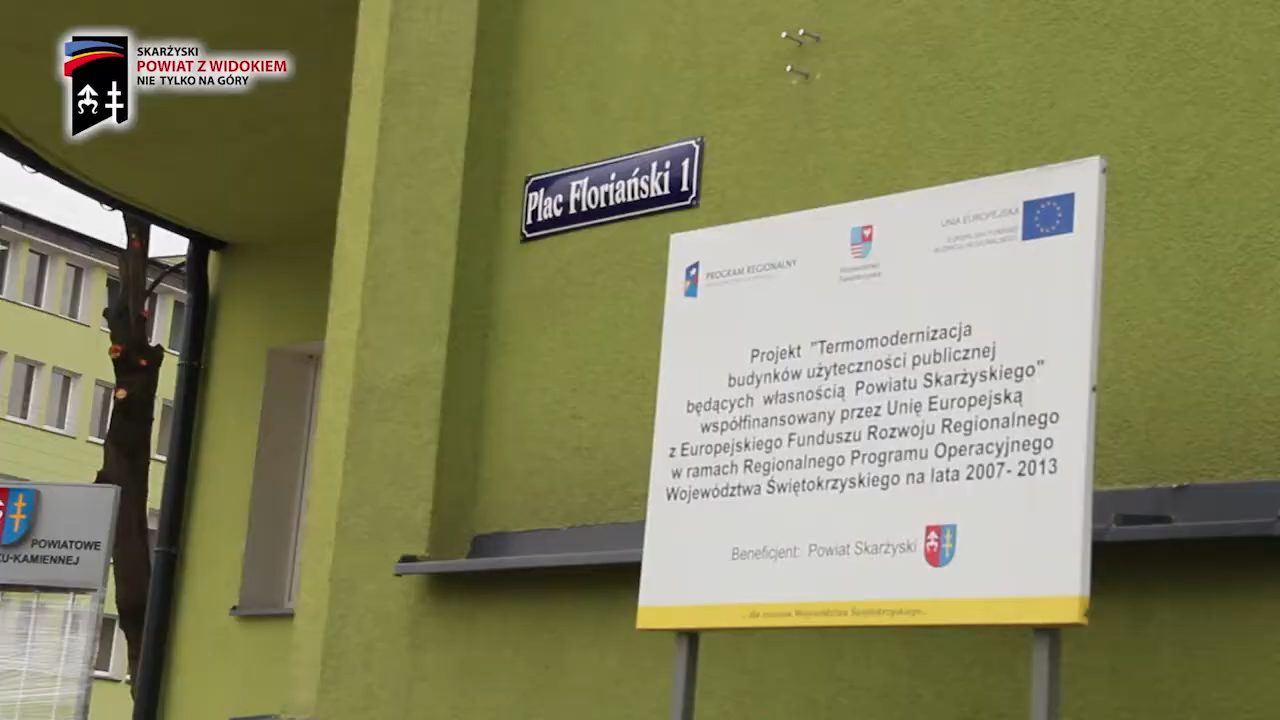 SKARŻYSKI
POWIAT Z WIDOKIEM
NIE TYLKO NA GÓRY
Plac Floriański 1
PROGRAM REGIONALNY
UNIA EUROPEJSKA
Projekt "Termomodernizacja
budynków użyteczności publicznej
będących własnością Powiatu Skarżyskiego"
współfinansowany przez Unię Europejską
z Europejskiego Funduszu Rozwoju Regionalnego
w ramach Regionalnego Programu Operacyjnego
Województwa Świętokrzyskiego na lata 2007- 2013
Beneficjent: Powiat Skarżyski
POWIATOWE
KU-KAMIENNEJ